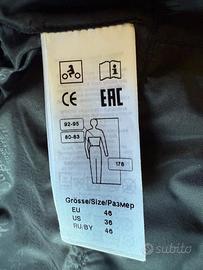 CE EAC
92-95
80-83
176
Grösse/Size/Размер
EU 46
US 36
RU/BY 46
subito